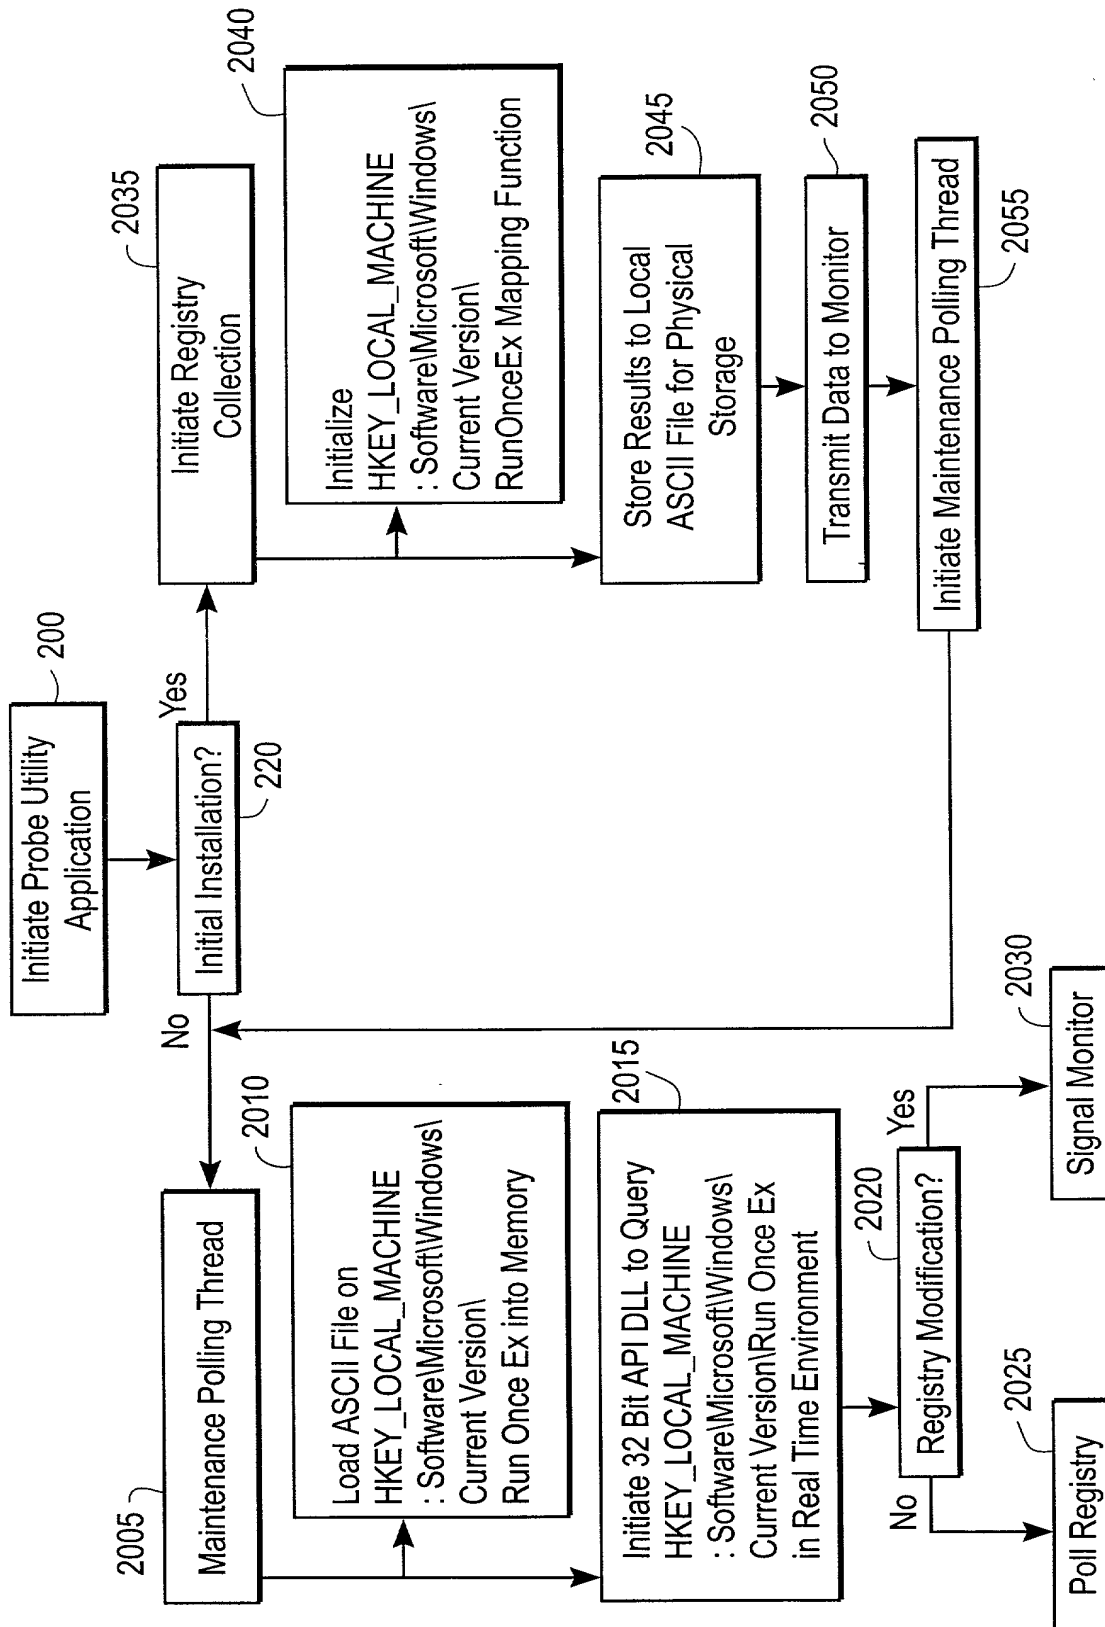 200
Initiate Probe Utility
Application
Initial Installation?
220
No
Yes
2005
Maintenance Polling Thread
2010
Load ASCII File on
HKEY_LOCAL_MACHINE
: Software\Microsoft\Windows\
Current Version\
Run Once Ex into Memory
2015
Initiate 32 Bit API DLL to Query
HKEY_LOCAL_MACHINE
: Software\Microsoft\Windows\
Current Version\Run Once Ex
in Real Time Environment
2020
Registry Modification?
No
Yes
2025
Poll Registry
2030
Signal Monitor
2035
Initiate Registry
Collection
2040
Initialize
HKEY_LOCAL_MACHINE
: Software\Microsoft\Windows\
Current Version\
RunOnceEx Mapping Function
2045
Store Results to Local
ASCII File for Physical
Storage
2050
Transmit Data to Monitor
Initiate Maintenance Polling Thread
2055